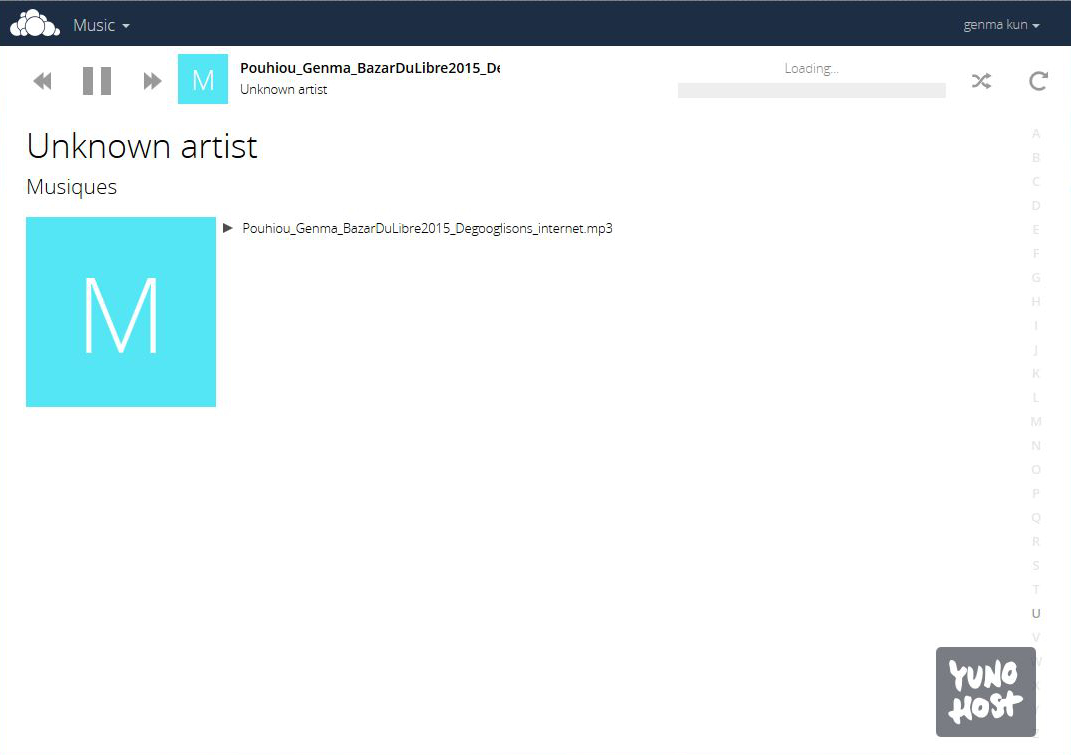 Music
genma kun
M
Pouhiou_Genma_BazarDuLibre2015_De
Unknown artist
Loading...
Unknown artist
Musiques
M
Pouhiou_Genma_BazarDuLibre2015_Degooglisons_internet.mp3
A
B
C
D
E
F
G
H
I
J
K
L
M
N
O
P
Q
R
S
T
U
V
W
X
Y
Z
YUNO
HOST